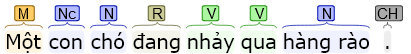 M Nc N R V V N CH
Một con chó đang nhảy qua hàng rào .